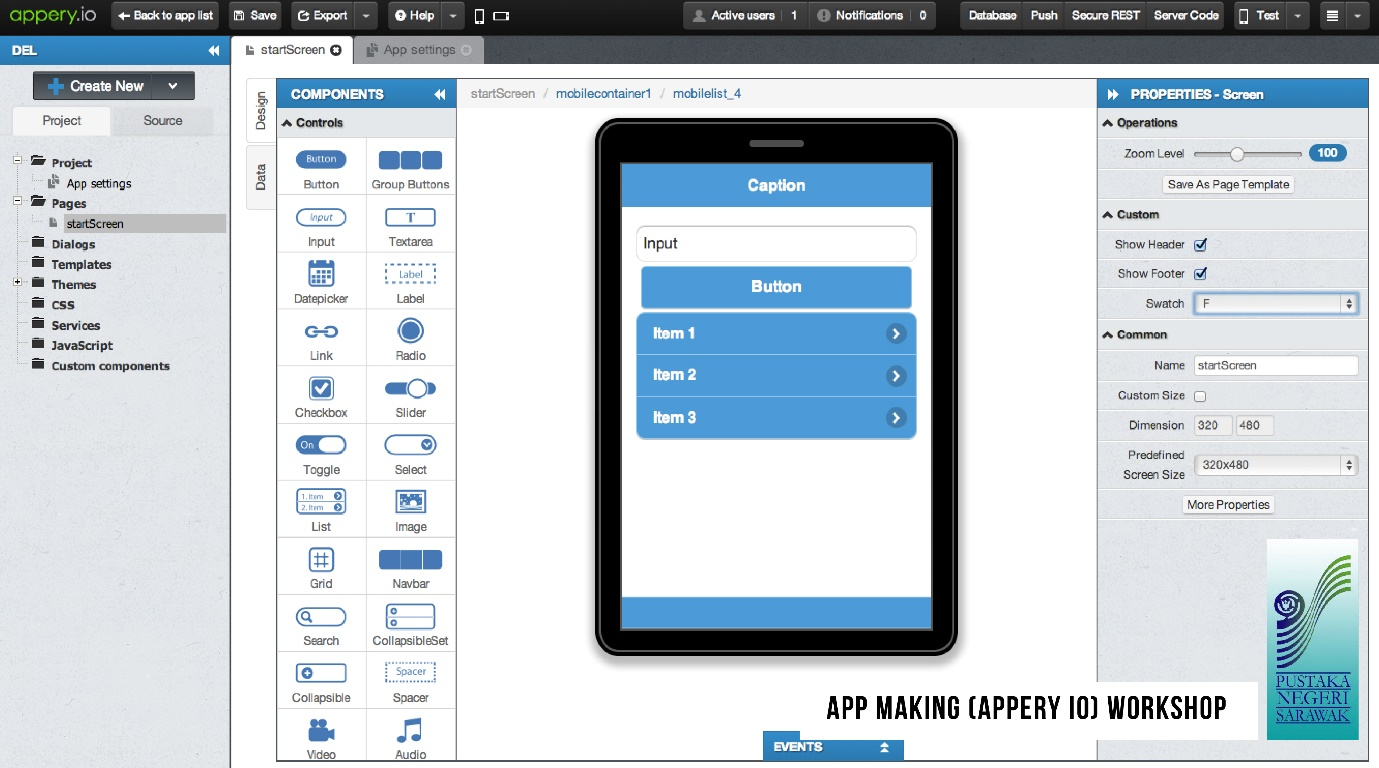 appery.io
Back to app list
Save
Export
Help
Active users 1
Notifications 0
Database
Push
Secure REST
Server Code
Test
DEL
startScreen
App settings
Create New
Project
Source
Project
App settings
Pages
startScreen
Dialogs
Templates
Themes
CSS
Services
JavaScript
Custom components
Design
Data
COMPONENTS
Controls
Button
Button
Group Buttons
input
T
Input
Textarea
Label
Datepicker
Label
Link
Radio
Checkbox
Slider
On
Toggle
Select
1. Item
2. Item
List
Image
Grid
Navbar
Search
CollapsibleSet
Spacer
Collapsible
Spacer
Video
Audio
startScreen / mobilecontainer1 / mobilelist_4
Caption
Input
Button
Item 1
Item 2
Item 3
EVENTS
PROPERTIES - Screen
Operations
Zoom Level 100
Save As Page Template
Custom
Show Header
Show Footer
Swatch F
Common
Name startScreen
Custom Size
Dimension 320 480
Predefined
Screen Size
320x480
More Properties
PUSTAKA
NEGERI
SARAWAK
APP MAKING (APPERY IO) WORKSHOP